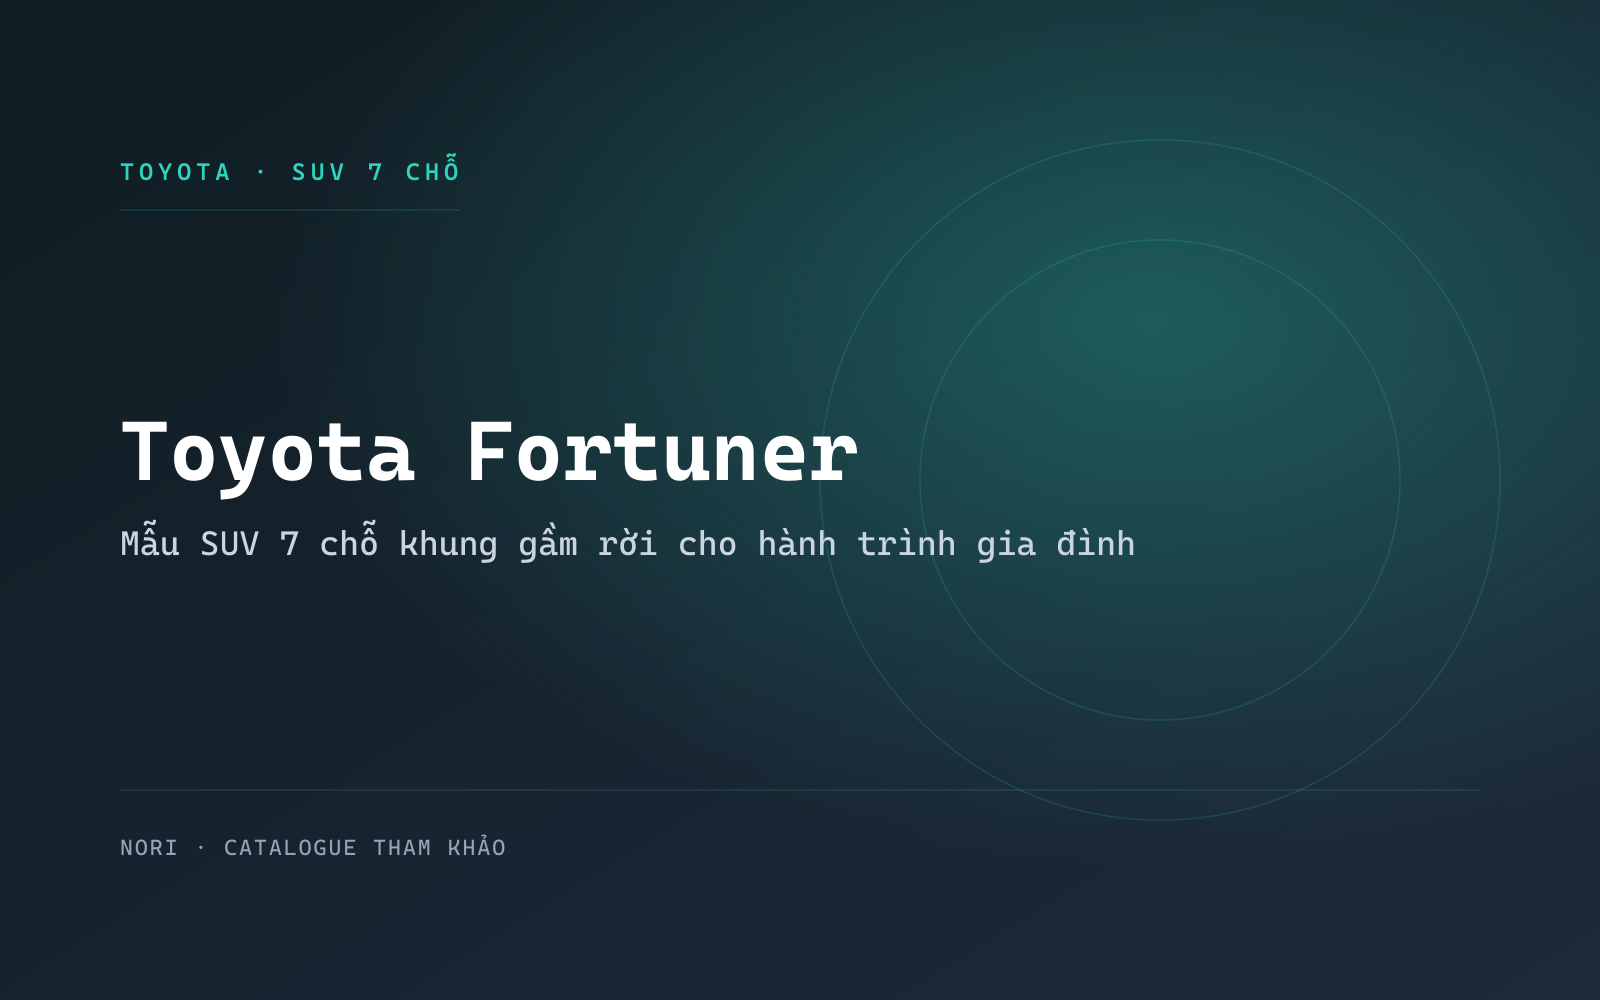 TOYOTA · SUV 7 CHỖ
Toyota Fortuner
Mẫu SUV 7 chỗ khung gầm rời cho hành trình gia đình
NORI · CATALOGUE THAM KHẢO